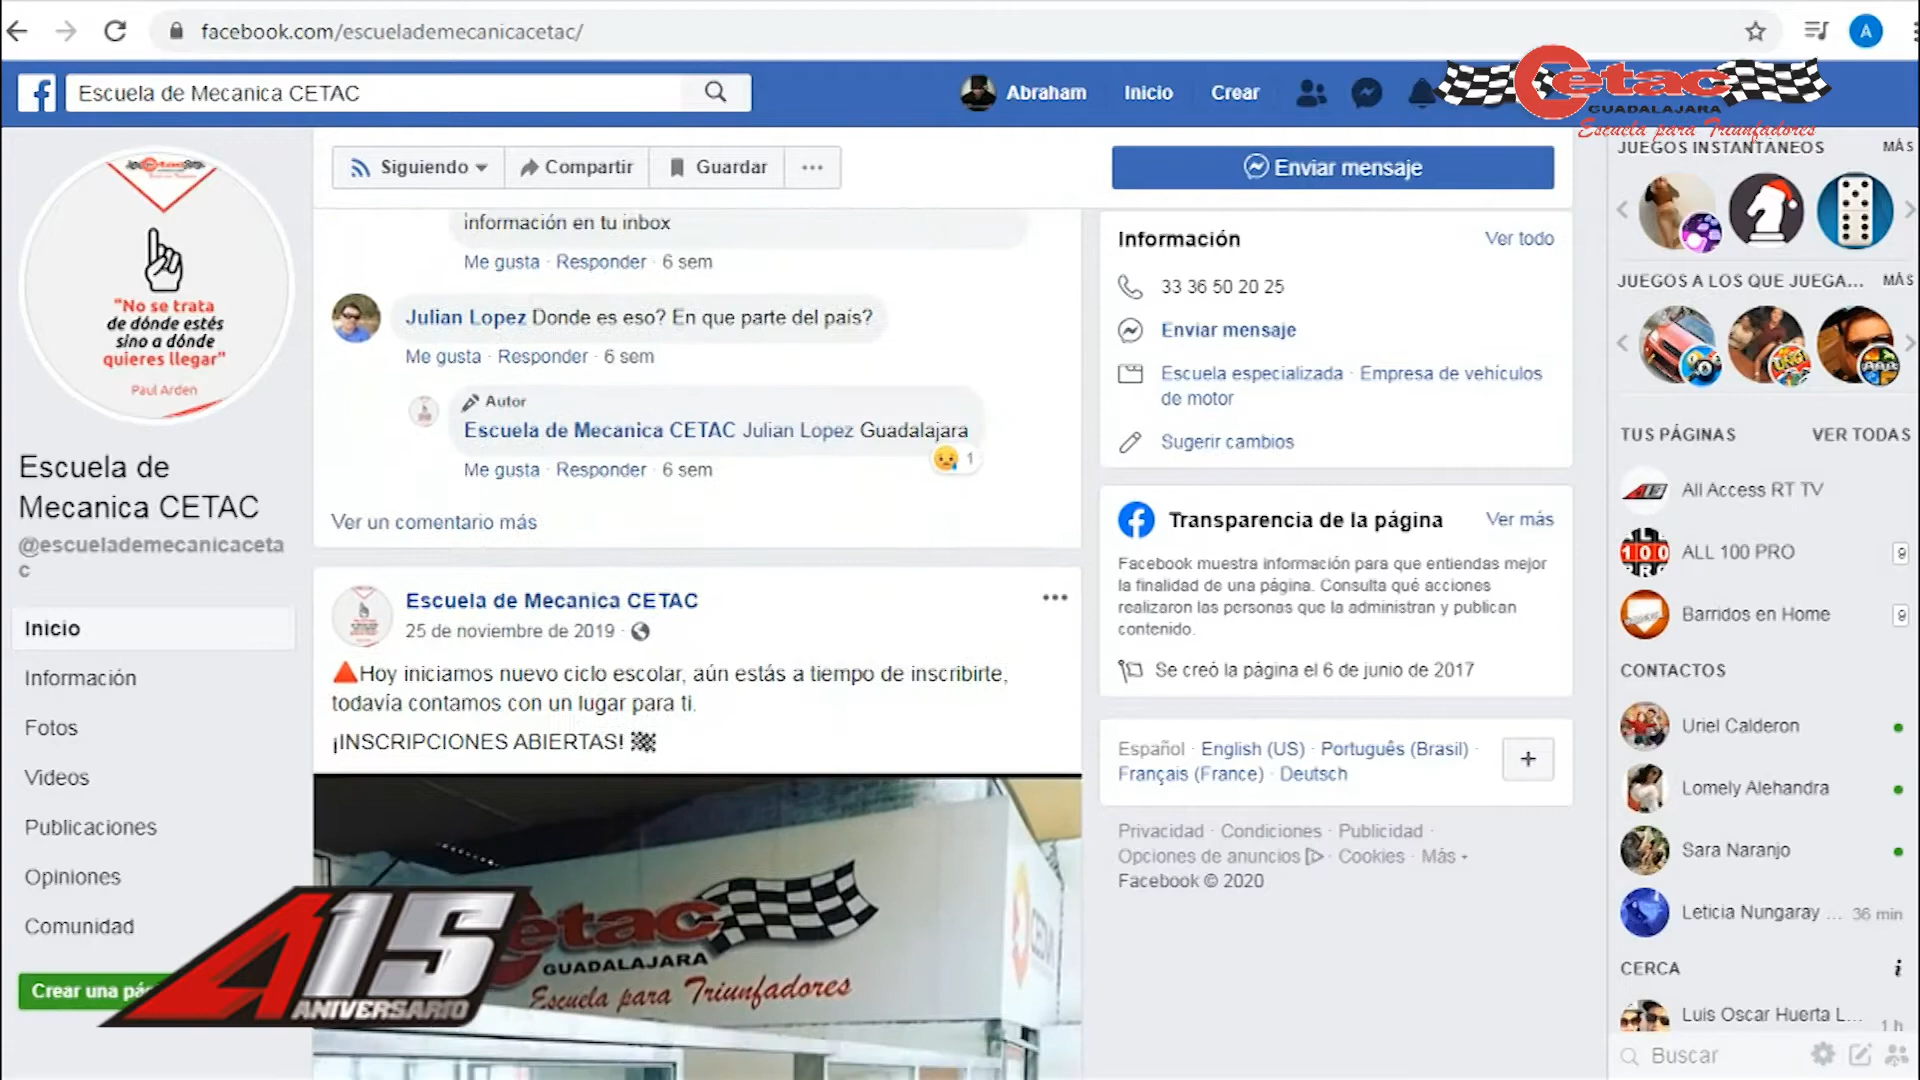 facebook.com/escuelademecanicacetac/
A
Escuela de Mecanica CETAC
Abraham
Inicio
Crear
Cetac
GUADALAJARA
Escuela para Triunfadores
"No se trata
de dónde estés
sino a dónde
quieres llegar"
Paul Arden
Escuela de
Mecanica CETAC
@escuelademecanicaceta
c
Inicio
Información
Fotos
Videos
Publicaciones
Opiniones
Comunidad
Crear una pá
A15
ANIVERSARIO
Siguiendo
Compartir
Guardar
Enviar mensaje
información en tu inbox
Me gusta · Responder · 6 sem
Julian Lopez Donde es eso? En que parte del país?
Me gusta · Responder · 6 sem
Autor
Escuela de Mecanica CETAC Julian Lopez Guadalajara
1
Me gusta · Responder · 6 sem
Ver un comentario más
Escuela de Mecanica CETAC
25 de noviembre de 2019 ·
Hoy iniciamos nuevo ciclo escolar, aún estás a tiempo de inscribirte,
todavía contamos con un lugar para ti.
¡INSCRIPCIONES ABIERTAS!
Cetac
GUADALAJARA
Escuela para Triunfadores
Información
Ver todo
33 36 50 20 25
Enviar mensaje
Escuela especializada · Empresa de vehículos
de motor
Sugerir cambios
Transparencia de la página
Ver más
Facebook muestra información para que entiendas mejor
la finalidad de una página. Consulta qué acciones
realizaron las personas que la administran y publican
contenido.
Se creó la página el 6 de junio de 2017
Español · English (US) · Português (Brasil) ·
Français (France) · Deutsch
Privacidad · Condiciones · Publicidad ·
Opciones de anuncios · Cookies · Más
Facebook © 2020
JUEGOS INSTANTÁNEOS
MÁS
JUEGOS A LOS QUE JUEGA...
MÁS
TUS PÁGINAS
VER TODAS
All Access RT TV
ALL 100 PRO
9
Barridos en Home
9
CONTACTOS
Uriel Calderon
Lomely Alehandra
Sara Naranjo
Leticia Nungaray ...
36 min
CERCA
Luis Oscar Huerta L...
1 h
Buscar